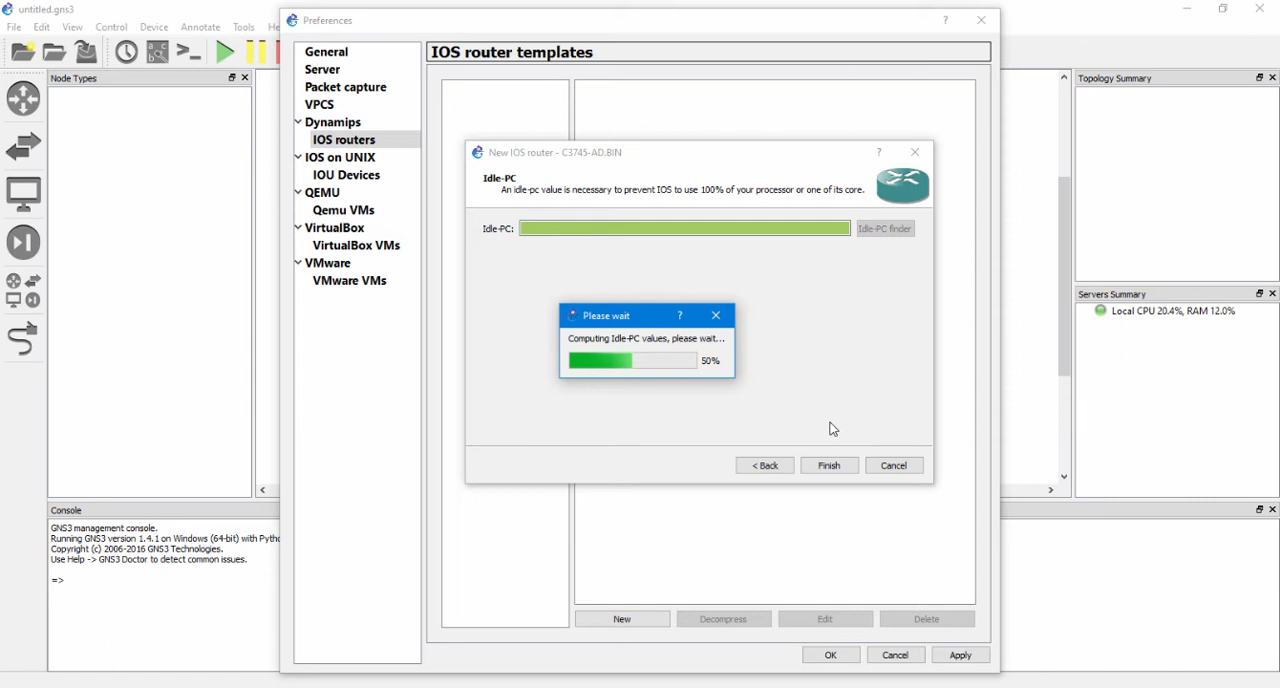 untitled.gns3
File Edit View Control Device Annotate Tools He
Node Types
Preferences
General
Server
Packet capture
VPCS
Dynamips
IOS routers
IOS on UNIX
IOU Devices
QEMU
Qemu VMs
VirtualBox
VirtualBox VMs
VMware
VMware VMs
IOS router templates
New IOS router - C3745-AD.BIN
Idle-PC
An idle-pc value is necessary to prevent IOS to use 100% of your processor or one of its core.
Idle-PC:
Idle-PC finder
Please wait
Computing Idle-PC values, please wait...
50%
< Back Finish Cancel
New Decompress Edit Delete
OK Cancel Apply
Topology Summary
Servers Summary
Local CPU 20.4%, RAM 12.0%
Console
GNS3 management console.
Running GNS3 version 1.4.1 on Windows (64-bit) with Pytho
Copyright (c) 2006-2016 GNS3 Technologies.
Use Help -> GNS3 Doctor to detect common issues.
=>